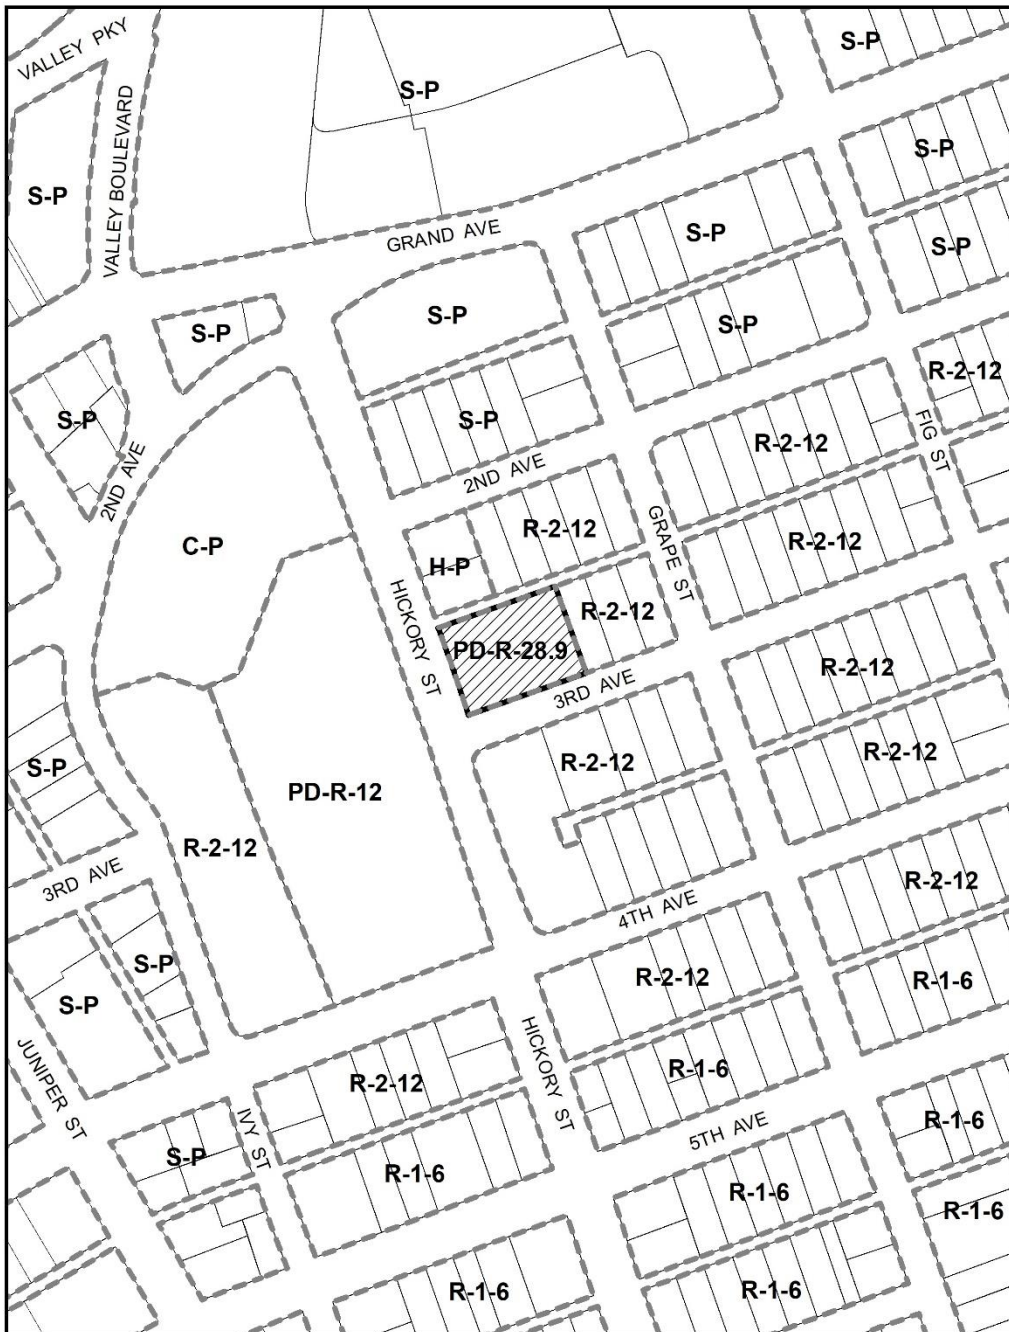 VALLEY PKY
S-P
S-P
VALLEY BOULEVARD
S-P
S-P
S-P
GRAND AVE
S-P
S-P
S-P
S-P
S-P
R-2-12
S-P
S-P
FIG ST
R-2-12
2ND AVE
2ND AVE
C-P
R-2-12
GRAPE ST
R-2-12
H-P
HICKORY ST
R-2-12
PD-R-28.9
R-2-12
3RD AVE
R-2-12
R-2-12
S-P
PD-R-12
R-2-12
3RD AVE
R-2-12
4TH AVE
S-P
R-2-12
R-1-6
S-P
HICKORY ST
JUNIPER ST
R-2-12
R-1-6
IVY ST
5TH AVE
R-1-6
S-P
R-1-6
R-1-6
R-1-6
R-1-6
R-1-6